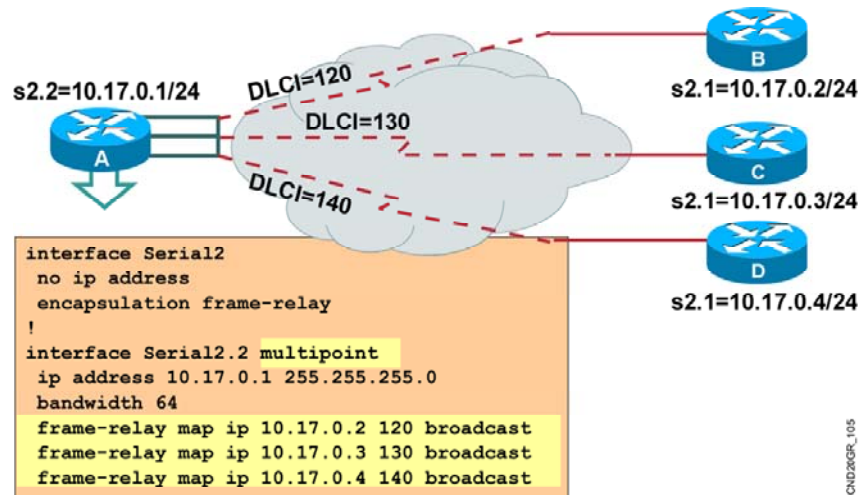 DLCI=120
B
s2.2=10.17.0.1/24
s2.1=10.17.0.2/24
DLCI=130
A
C
DLCI=140
s2.1=10.17.0.3/24
D
s2.1=10.17.0.4/24
interface Serial2
no ip address
encapsulation frame-relay
!
interface Serial2.2 multipoint
ip address 10.17.0.1 255.255.255.0
bandwidth 64
frame-relay map ip 10.17.0.2 120 broadcast
frame-relay map ip 10.17.0.3 130 broadcast
frame-relay map ip 10.17.0.4 140 broadcast
CND20GR_105